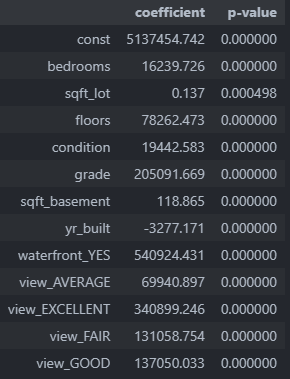 coefficient p-value
const 5137454.742 0.000000
bedrooms 16239.726 0.000000
sqft_lot 0.137 0.000498
floors 78262.473 0.000000
condition 19442.583 0.000000
grade 205091.669 0.000000
sqft_basement 118.865 0.000000
yr_built -3277.171 0.000000
waterfront_YES 540924.431 0.000000
view_AVERAGE 69940.897 0.000000
view_EXCELLENT 340899.246 0.000000
view_FAIR 131058.754 0.000000
view_GOOD 137050.033 0.000000